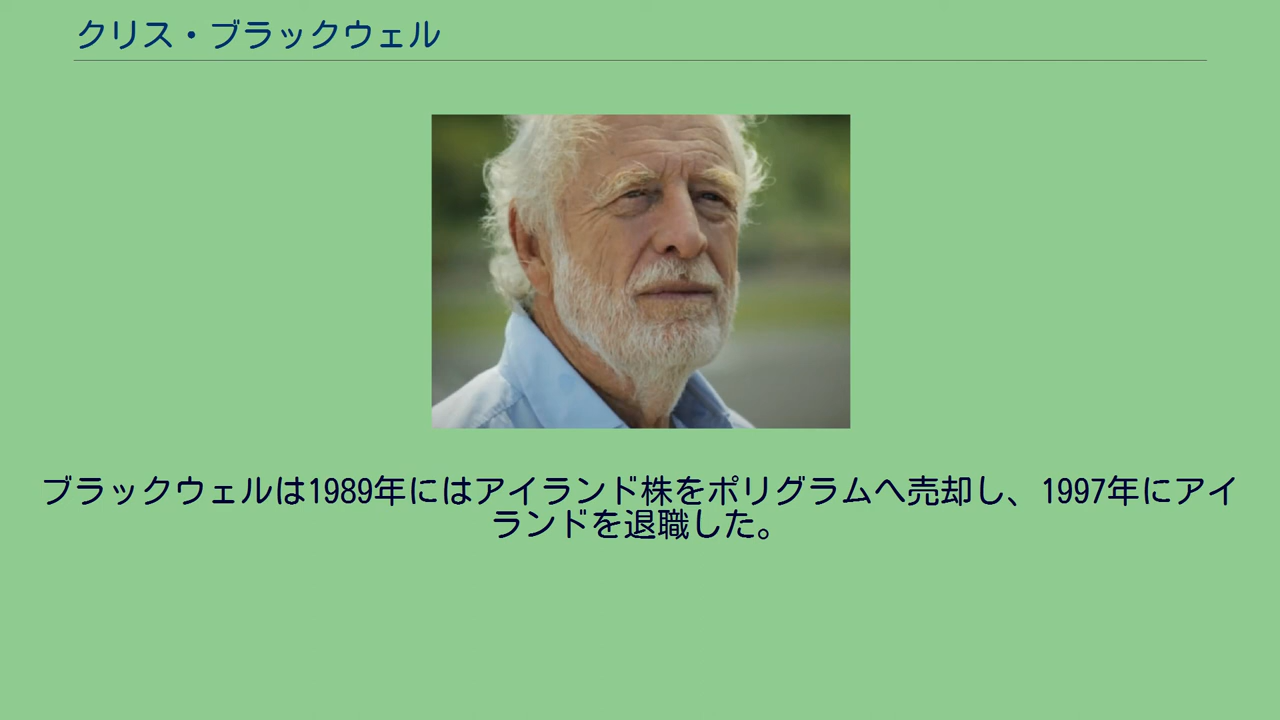 クリス・ブラックウェル
ブラックウェルは1989年にはアイランド株をポリグラムへ売却し、1997年にアイ
ランドを退職した。